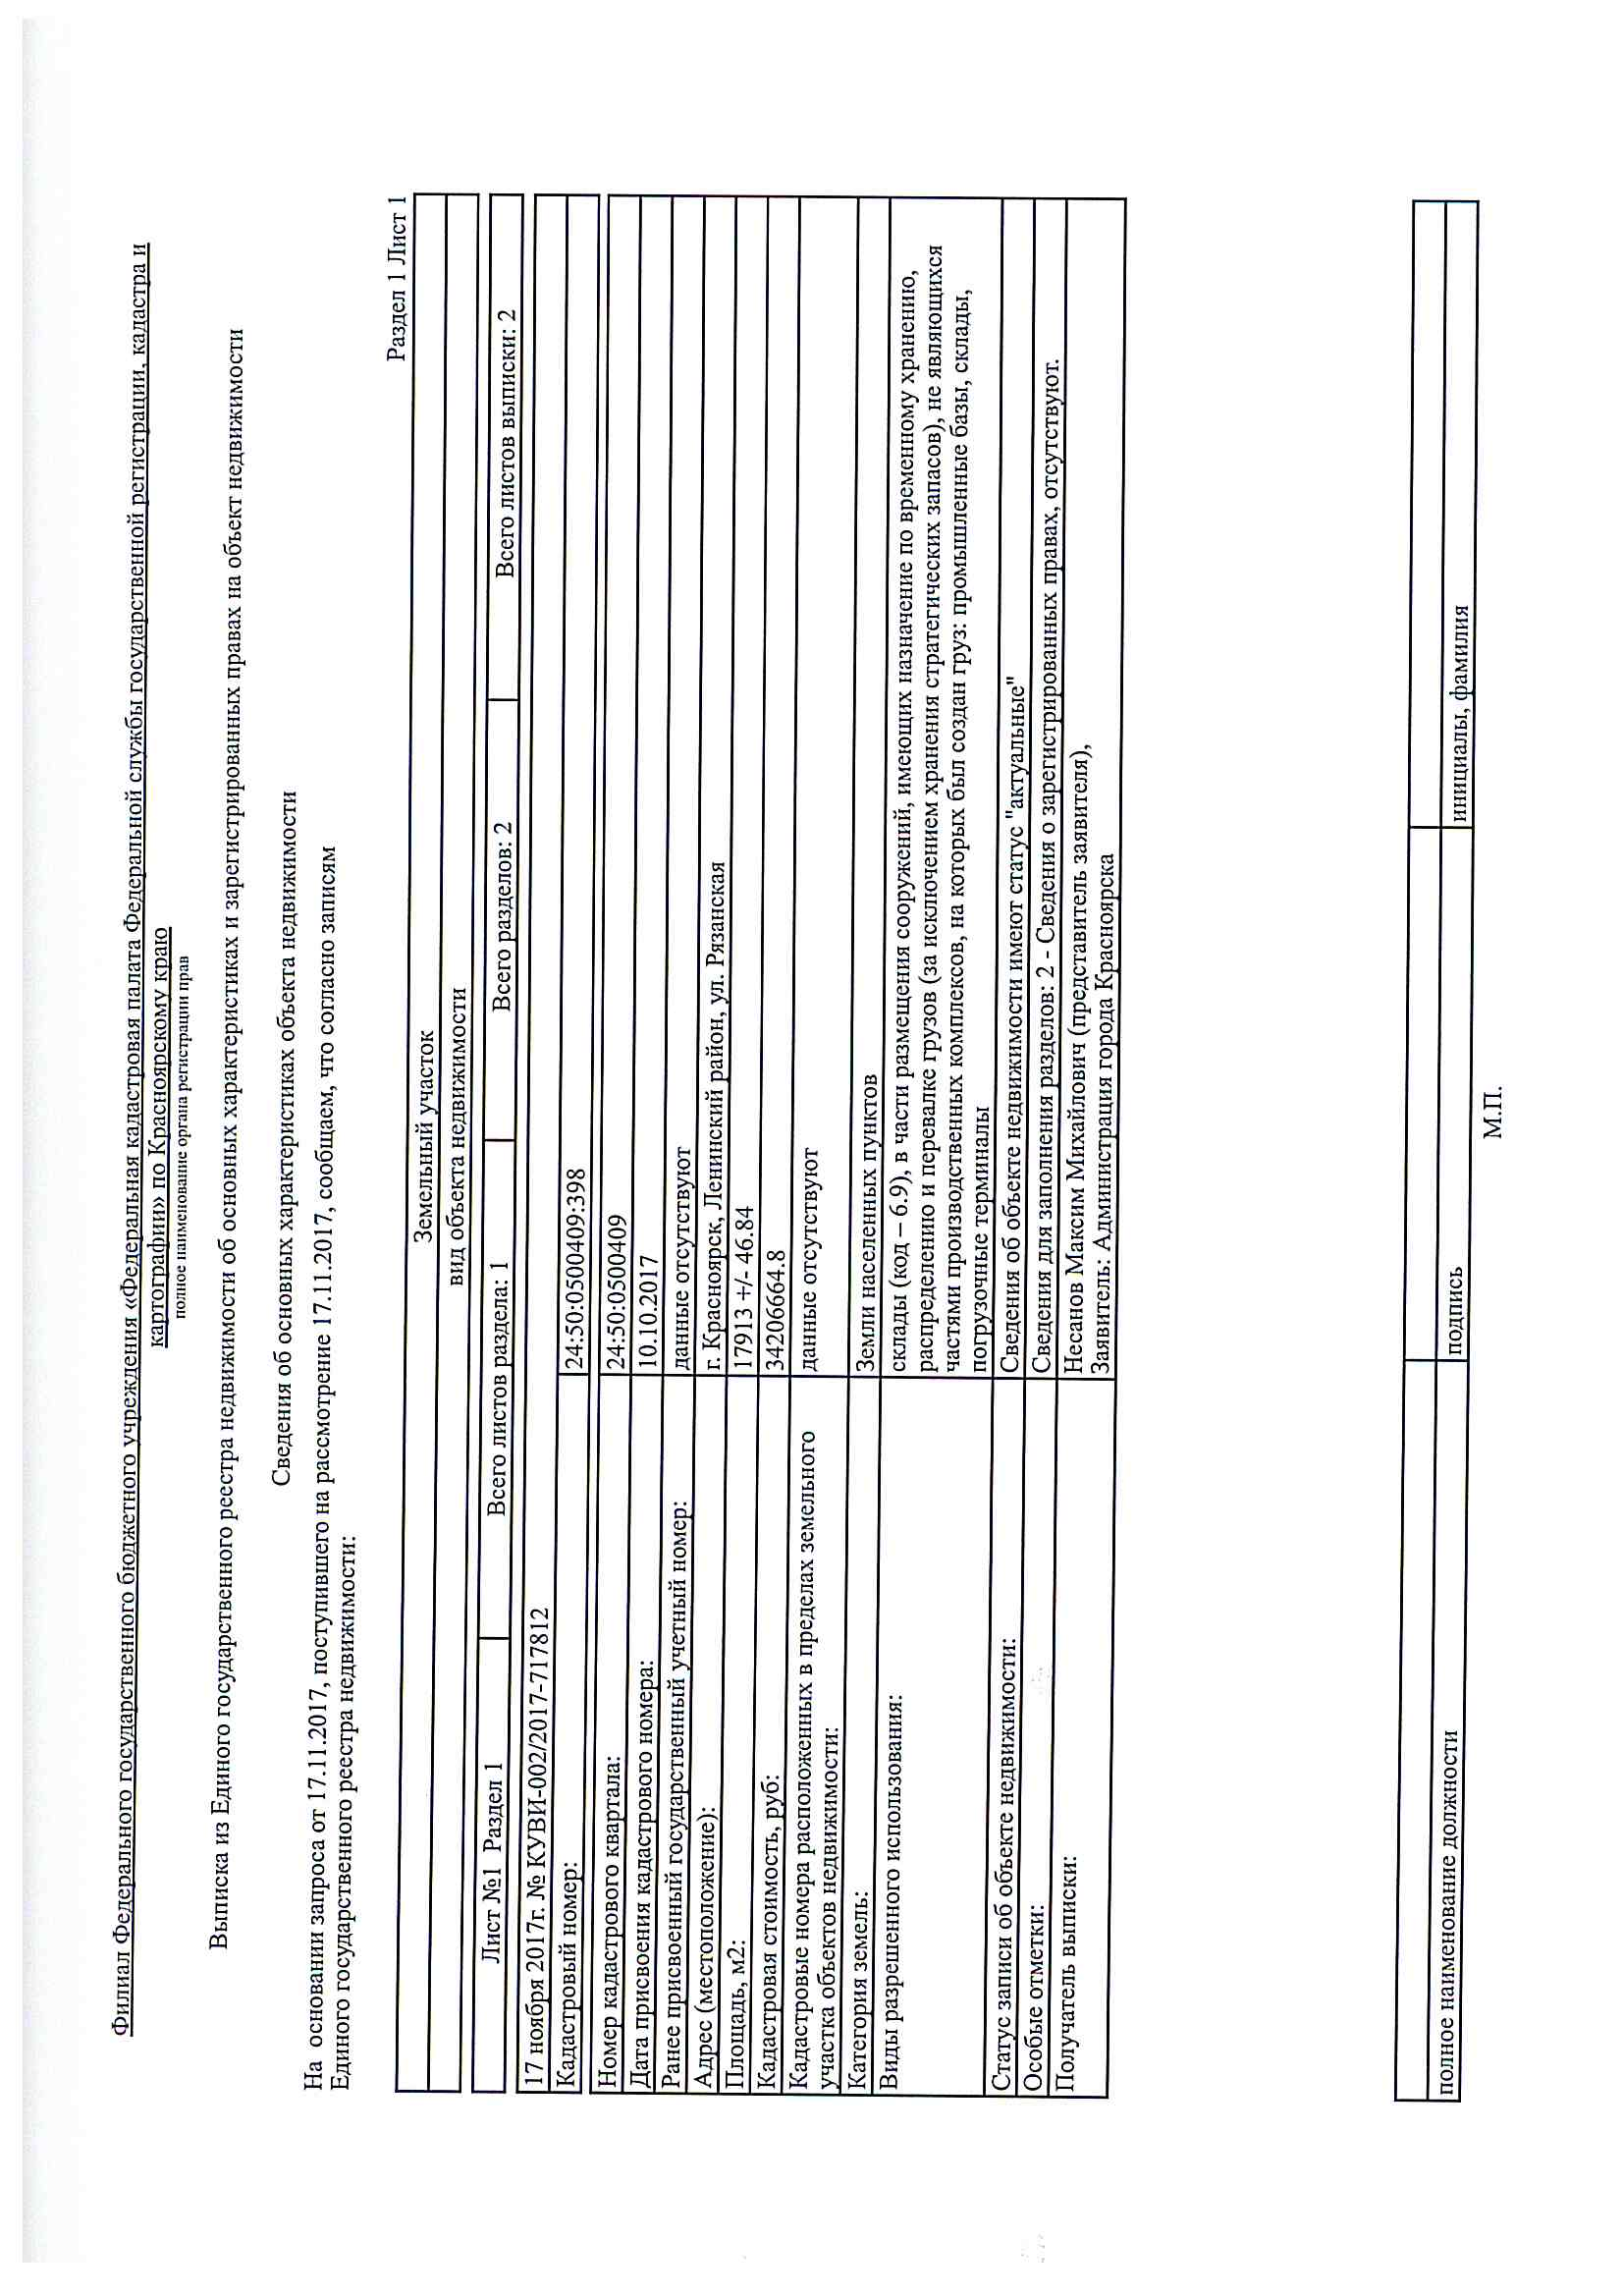 Филиал Федерального государственного бюджетного учреждения «Федеральная кадастровая палата Федеральной службы государственной регистрации, кадастра и
картографии» по Красноярскому краю
полное наименование органа регистрации прав
Выписка из Единого государственного реестра недвижимости об основных характеристиках и зарегистрированных правах на объект недвижимости
Сведения об основных характеристиках объекта недвижимости
На основании запроса от 17.11.2017, поступившего на рассмотрение 17.11.2017, сообщаем, что согласно записям
Единого государственного реестра недвижимости:
Раздел 1 Лист 1
Земельный участок
вид объекта недвижимости
Лист №1 Раздел 1 Всего листов раздела: 1 Всего разделов: 2 Всего листов выписки: 2
17 ноября 2017г. № КУВИ-002/2017-717812
Кадастровый номер: 24:50:0500409:398
Номер кадастрового квартала: 24:50:0500409
Дата присвоения кадастрового номера: 10.10.2017
Ранее присвоенный государственный учетный номер: данные отсутствуют
Адрес (местоположение): г. Красноярск, Ленинский район, ул. Рязанская
Площадь, м2: 17913 +/- 46.84
Кадастровая стоимость, руб: 34206664.8
Кадастровые номера расположенных в пределах земельного
участка объектов недвижимости: данные отсутствуют
Категория земель: Земли населенных пунктов
Виды разрешенного использования: склады (код – 6.9), в части размещения сооружений, имеющих назначение по временному хранению,
распределению и перевалке грузов (за исключением хранения стратегических запасов), не являющихся
частями производственных комплексов, на которых был создан груз: промышленные базы, склады,
погрузочные терминалы
Статус записи об объекте недвижимости: Сведения об объекте недвижимости имеют статус "актуальные"
Особые отметки: Сведения для заполнения разделов: 2 - Сведения о зарегистрированных правах, отсутствуют.
Получатель выписки: Несанов Максим Михайлович (представитель заявителя),
Заявитель: Администрация города Красноярска
полное наименование должности подпись инициалы, фамилия
М.П.